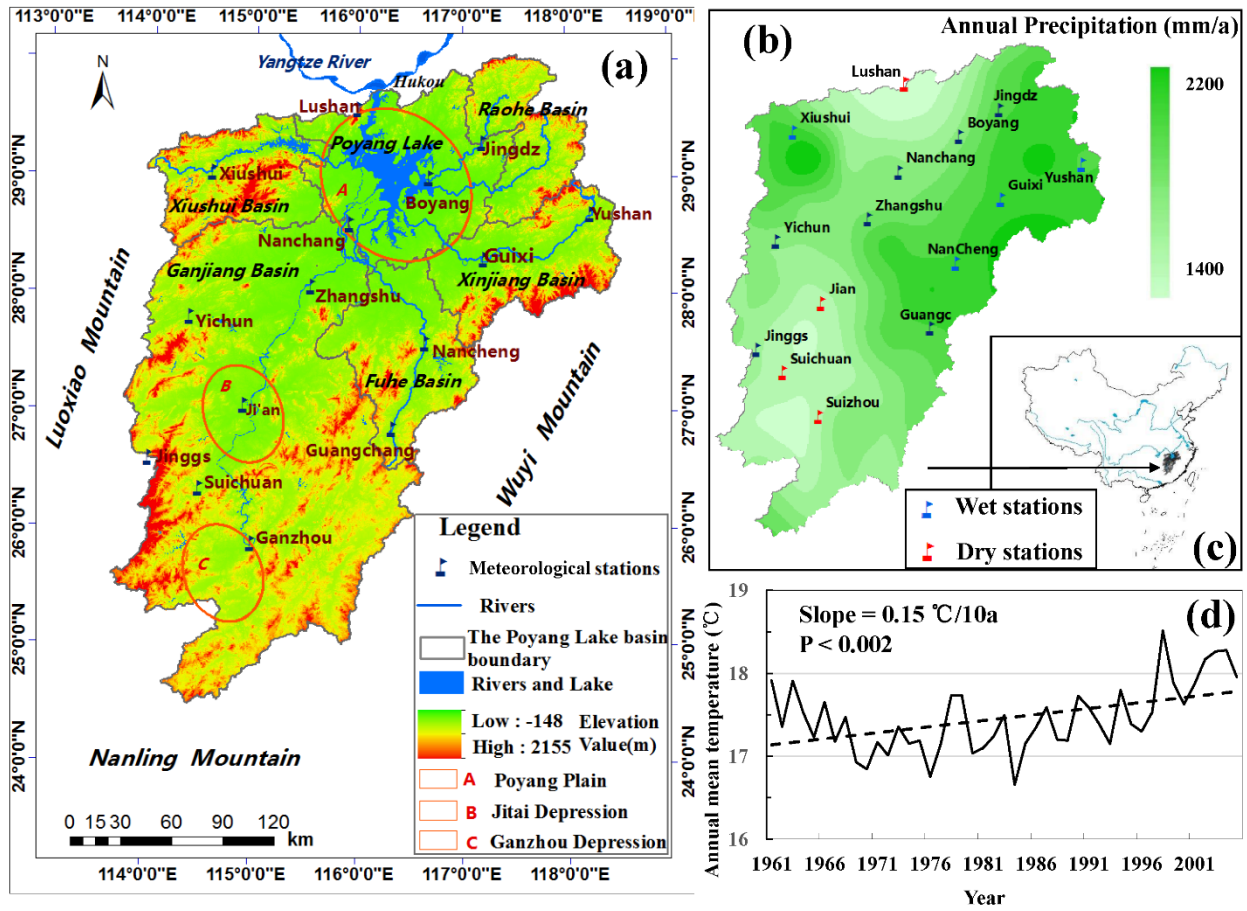 113°0'0"E
114°0'0"E
115°0'0"E
116°0'0"E
117°0'0"E
118°0'0"E
119°0'0"E
(a)
N
Yangtze River
Hukou
Lushan
Raohe Basin
Poyang Lake
Jingdz
Xiushui
A
Boyang
Xiushui Basin
Yushan
Nanchang
Guixi
Ganjiang Basin
Xinjiang Basin
Zhangshu
Yichun
Nancheng
Luoxiao Mountain
Fuhe Basin
B
Ji'an
Wuyi Mountain
Guangchang
Jinggs
Suichuan
Ganzhou
C
Nanling Mountain
0 15 30 60 90 120
km
29°0'0"N
28°0'0"N
27°0'0"N
26°0'0"N
25°0'0"N
24°0'0"N
114°0'0"E
115°0'0"E
116°0'0"E
117°0'0"E
118°0'0"E
Legend
Meteorological stations
Rivers
The Poyang Lake basin
boundary
Rivers and Lake
Low : -148 Elevation
High : 2155 Value(m)
A Poyang Plain
B Jitai Depression
C Ganzhou Depression
29°0'0"N
28°0'0"N
27°0'0"N
26°0'0"N
25°0'0"N
24°0'0"N
(b)
Annual Precipitation (mm/a)
2200
1400
Lushan
Jingdz
Xiushui
Boyang
Nanchang
Yushan
Guixi
Zhangshu
Yichun
NanCheng
Jian
Guangc
Jinggs
Suichuan
Suizhou
Wet stations
Dry stations
(c)
(d)
Slope = 0.15 ℃/10a
P < 0.002
Annual mean temperature (℃)
19
18
17
16
1961 1966 1971 1976 1981 1986 1991 1996 2001
Year